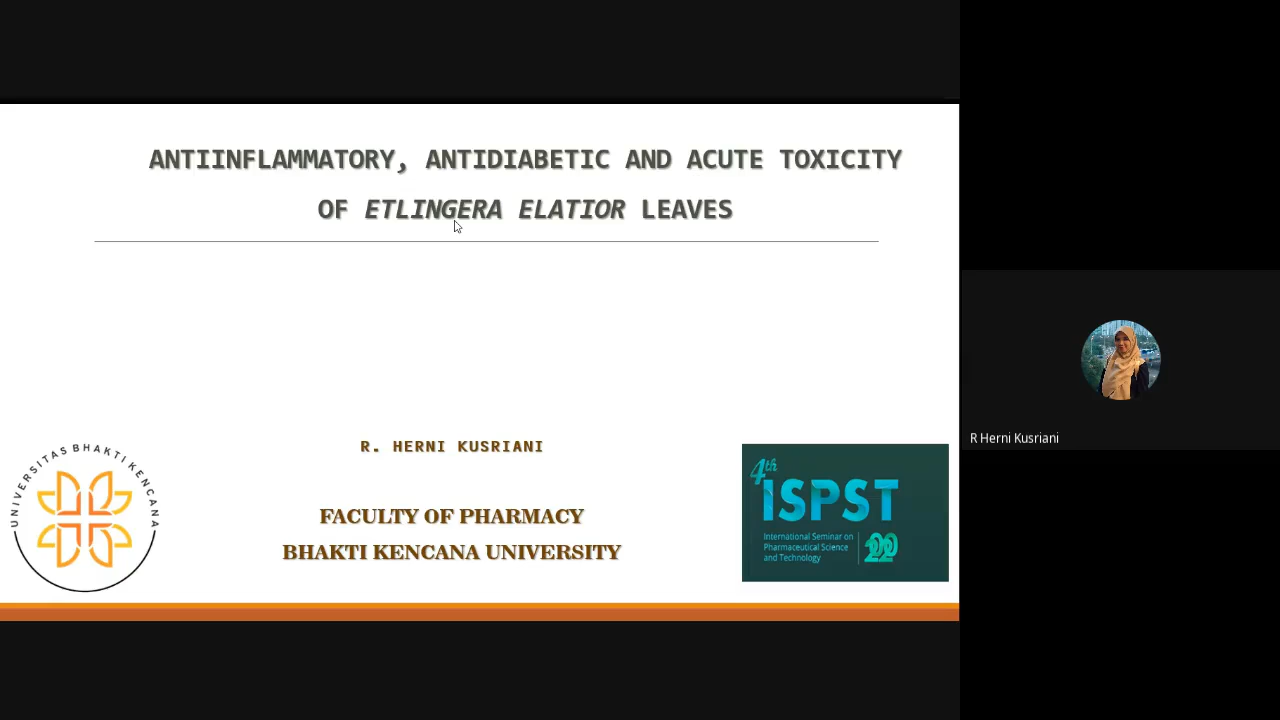 ANTIINFLAMMATORY, ANTIDIABETIC AND ACUTE TOXICITY
OF ETLINGERA ELATIOR LEAVES
R. HERNI KUSRIANI
FACULTY OF PHARMACY
BHAKTI KENCANA UNIVERSITY
UNIVERSITAS BHAKTI KENCANA
4th
ISPST
International Seminar on
Pharmaceutical Science
and Technology
R Herni Kusriani